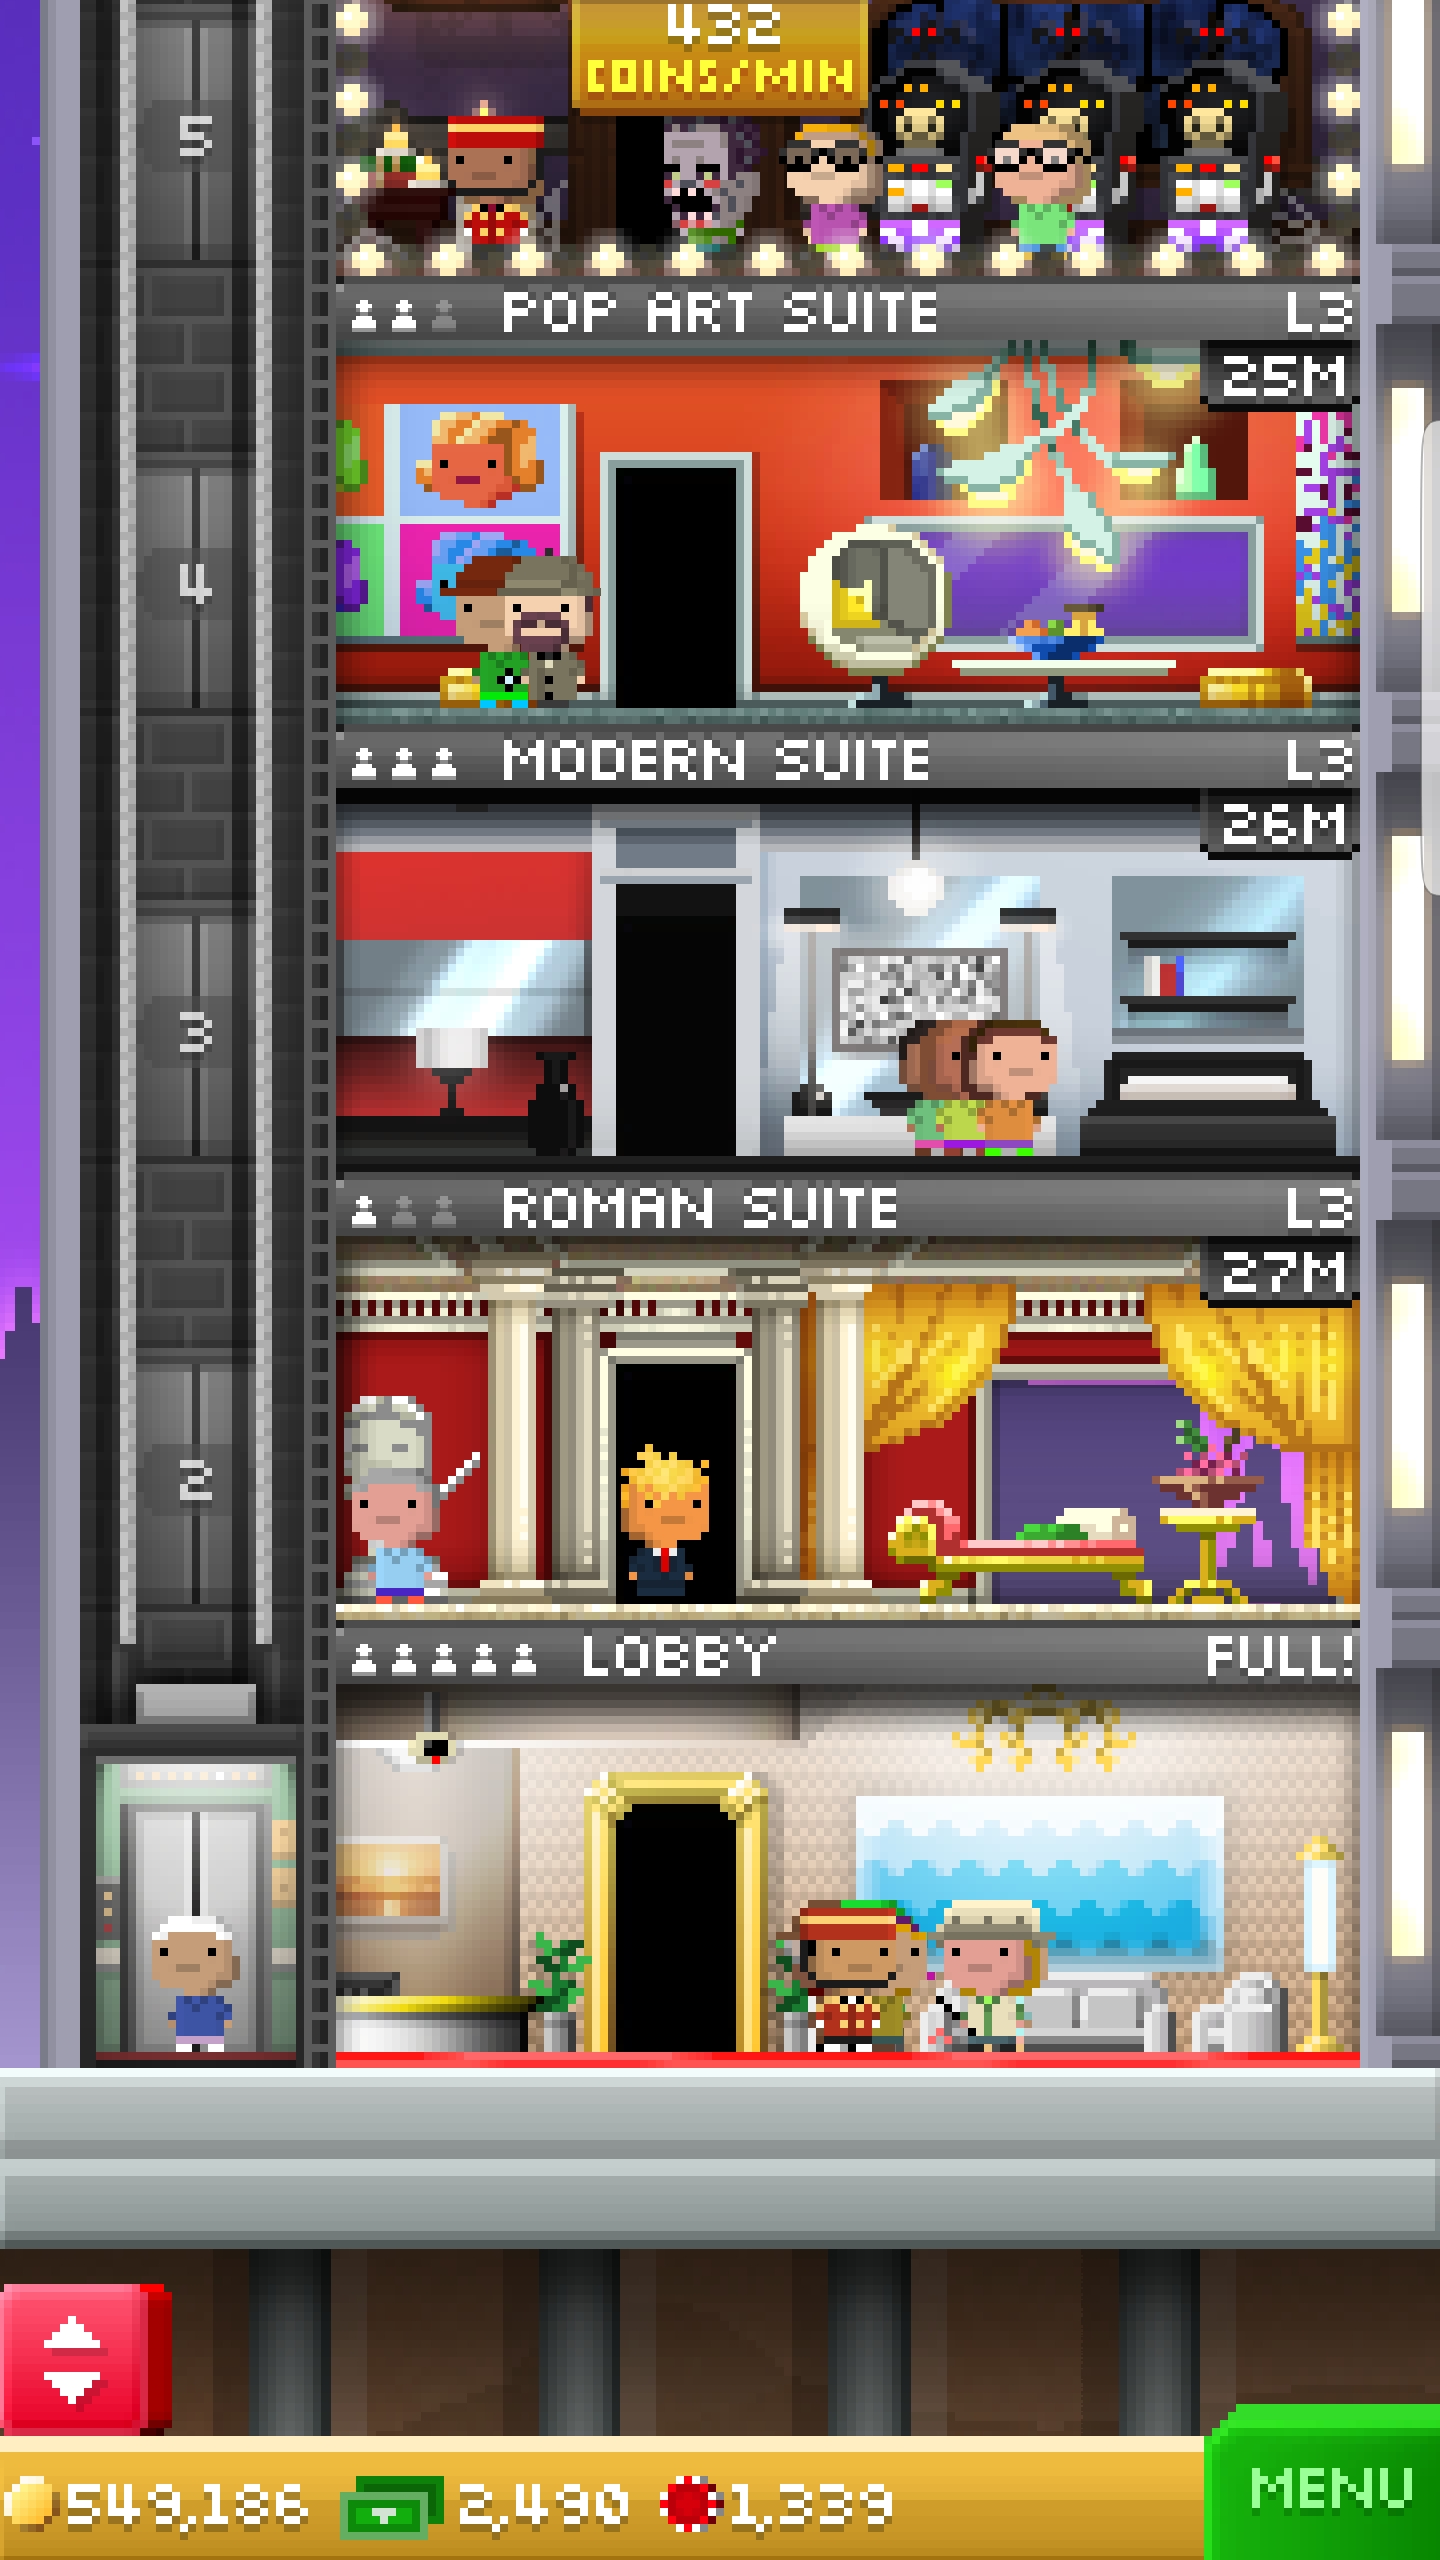 432
COINS/MIN
5
POP ART SUITE L3
25M
4
MODERN SUITE L3
26M
3
ROMAN SUITE L3
27M
2
LOBBY FULL!
549,186 2,490 1,339
MENU